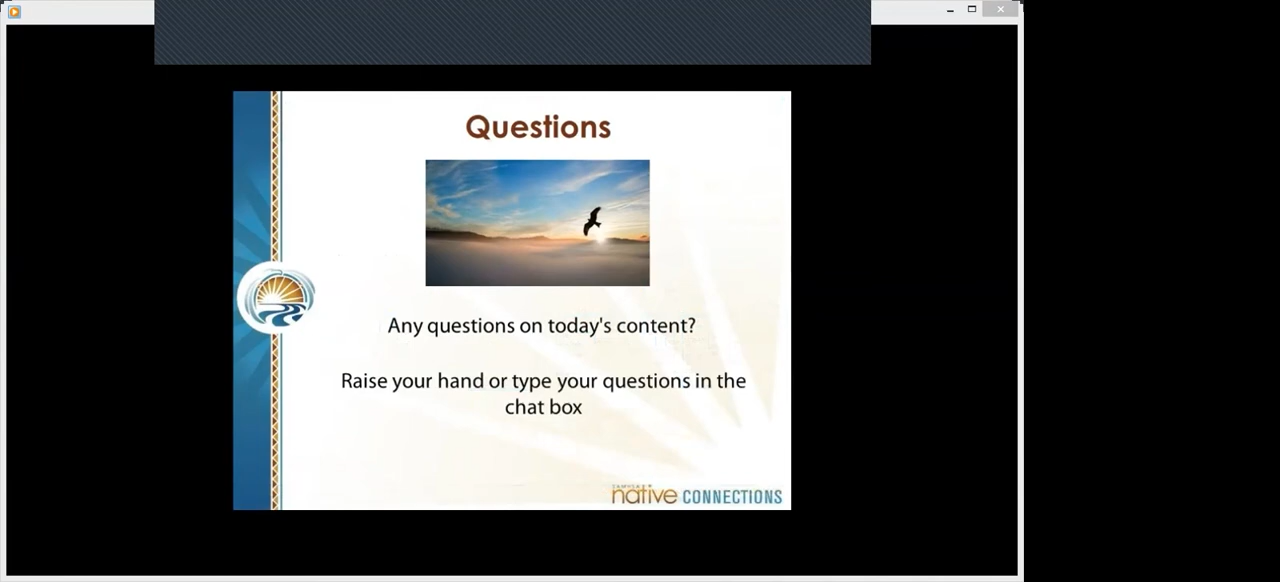 Questions
Any questions on today's content?
Raise your hand or type your questions in the
chat box
SAMHSA's
native CONNECTIONS